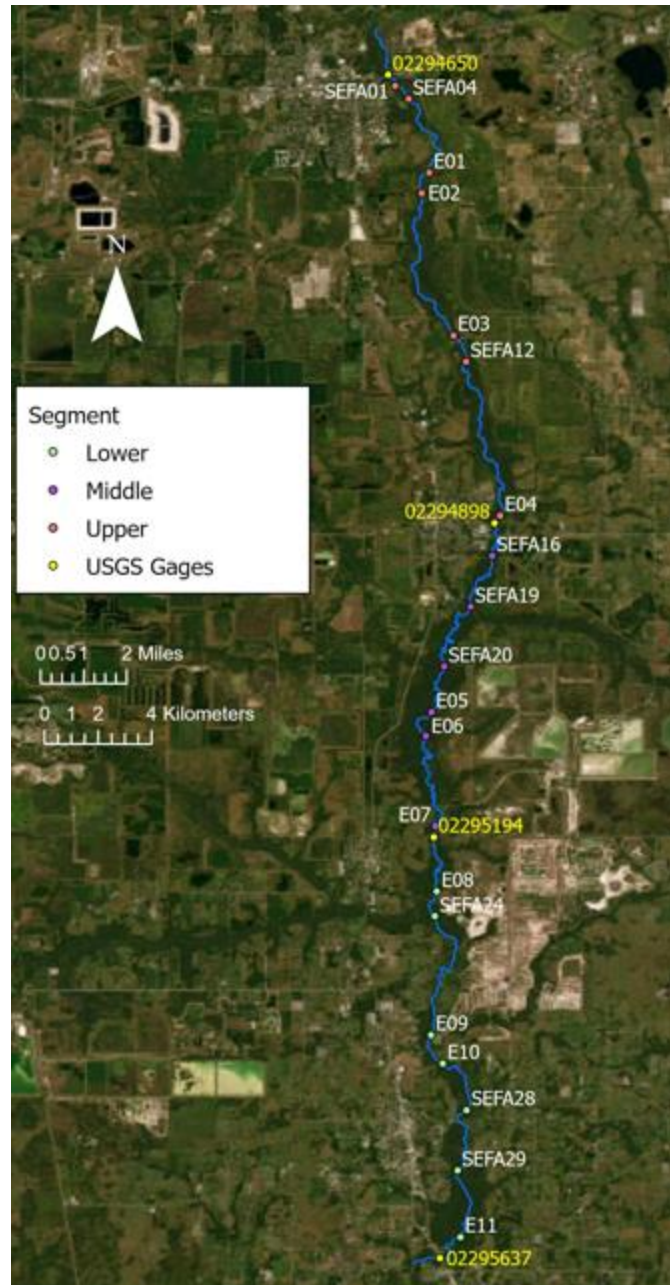 02294650
SEFA01
SEFA04
E01
E02
N
E03
SEFA12
Segment
Lower
Middle
Upper
USGS Gages
E04
02294898
SEFA16
SEFA19
0 0.5 1 2 Miles
SEFA20
0 1 2 4 Kilometers
E05
E06
E07
02295194
E08
SEFA24
E09
E10
SEFA28
SEFA29
E11
02295637